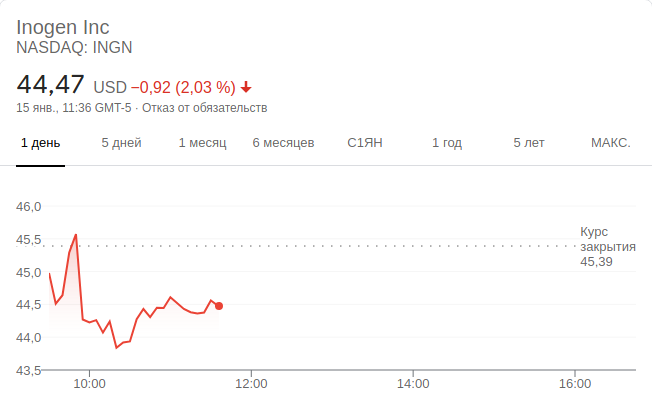 Inogen Inc
NASDAQ: INGN
44,47 USD −0,92 (2,03 %)
15 янв., 11:36 GMT-5 · Отказ от обязательств
1 день 5 дней 1 месяц 6 месяцев С1ЯН 1 год 5 лет МАКС.
46,0
45,5
45,0
44,5
44,0
43,5
Курс
закрытия
45,39
10:00 12:00 14:00 16:00